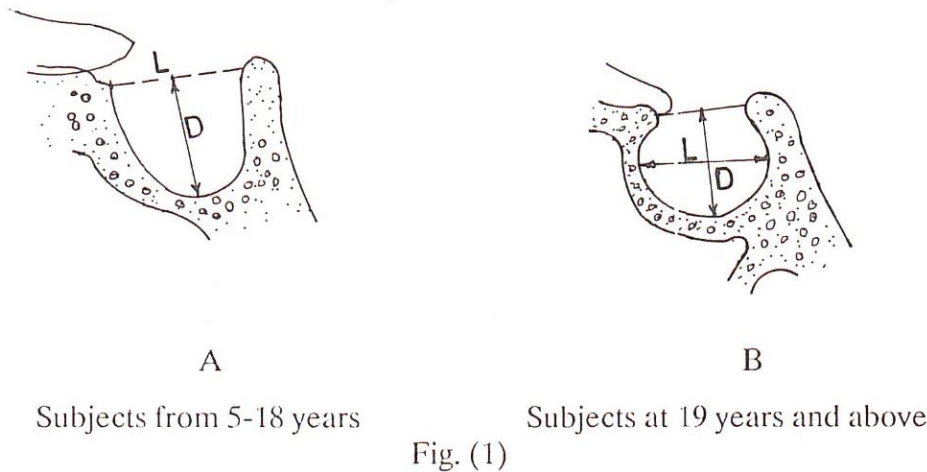 L
D
L
D
A
B
Subjects from 5-18 years
Subjects at 19 years and above
Fig. (1)